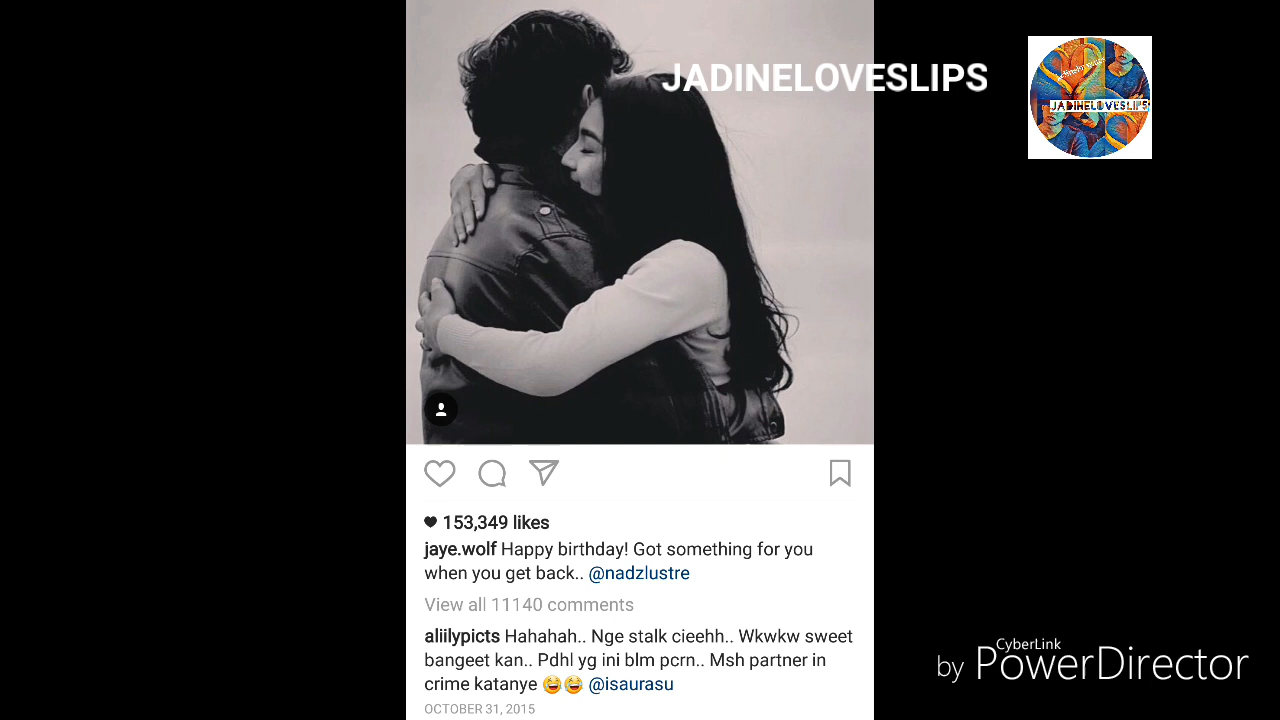 JADINELOVESLIPS
JADINELOVESLIPS
153,349 likes
jaye.wolf Happy birthday! Got something for you
when you get back.. @nadzlustre
View all 11140 comments
aliilypicts Hahahah.. Nge stalk cieehh.. Wkwkw sweet
bangeet kan.. Pdhl yg ini blm pcrn.. Msh partner in
crime katanye 😂😂 @isaurasu
OCTOBER 31, 2015
CyberLink
by PowerDirector